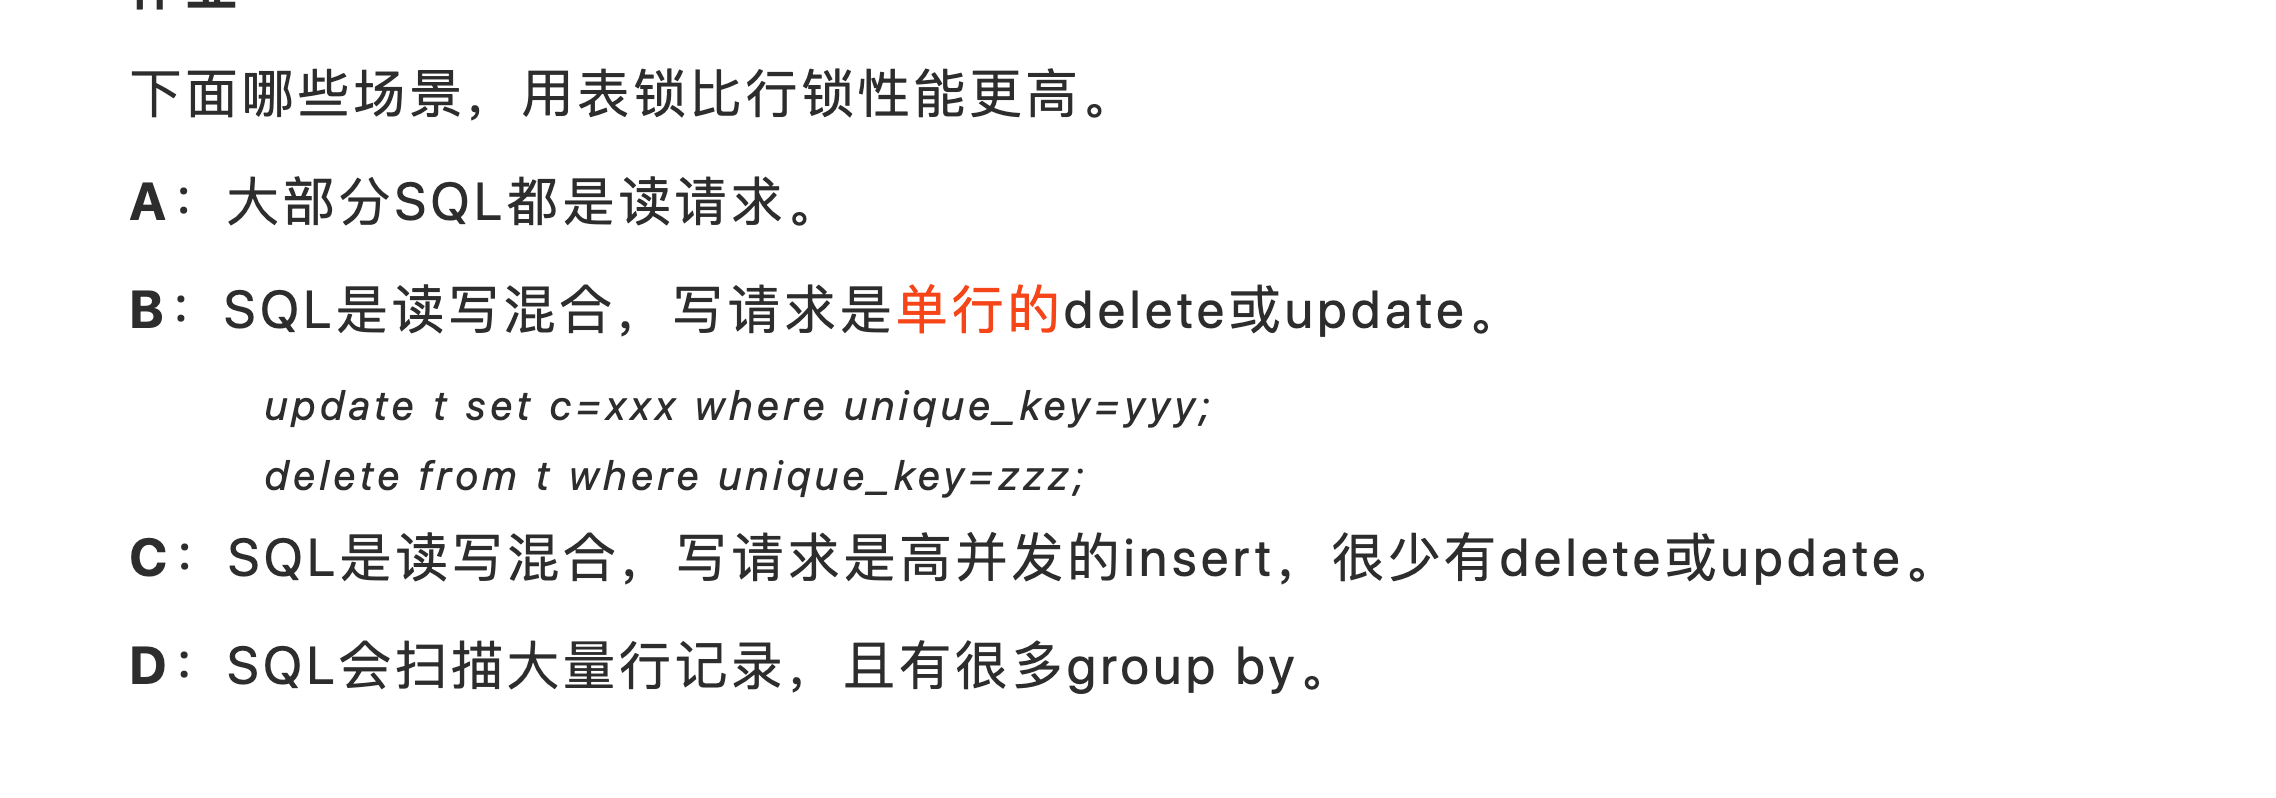 下面哪些场景，用表锁比行锁性能更高。
A：大部分SQL都是读请求。
B：SQL是读写混合，写请求是单行的delete或update。
update t set c=xxx where unique_key=yyy;
delete from t where unique_key=zzz;
C：SQL是读写混合，写请求是高并发的insert，很少有delete或update。
D：SQL会扫描大量行记录，且有很多group by。